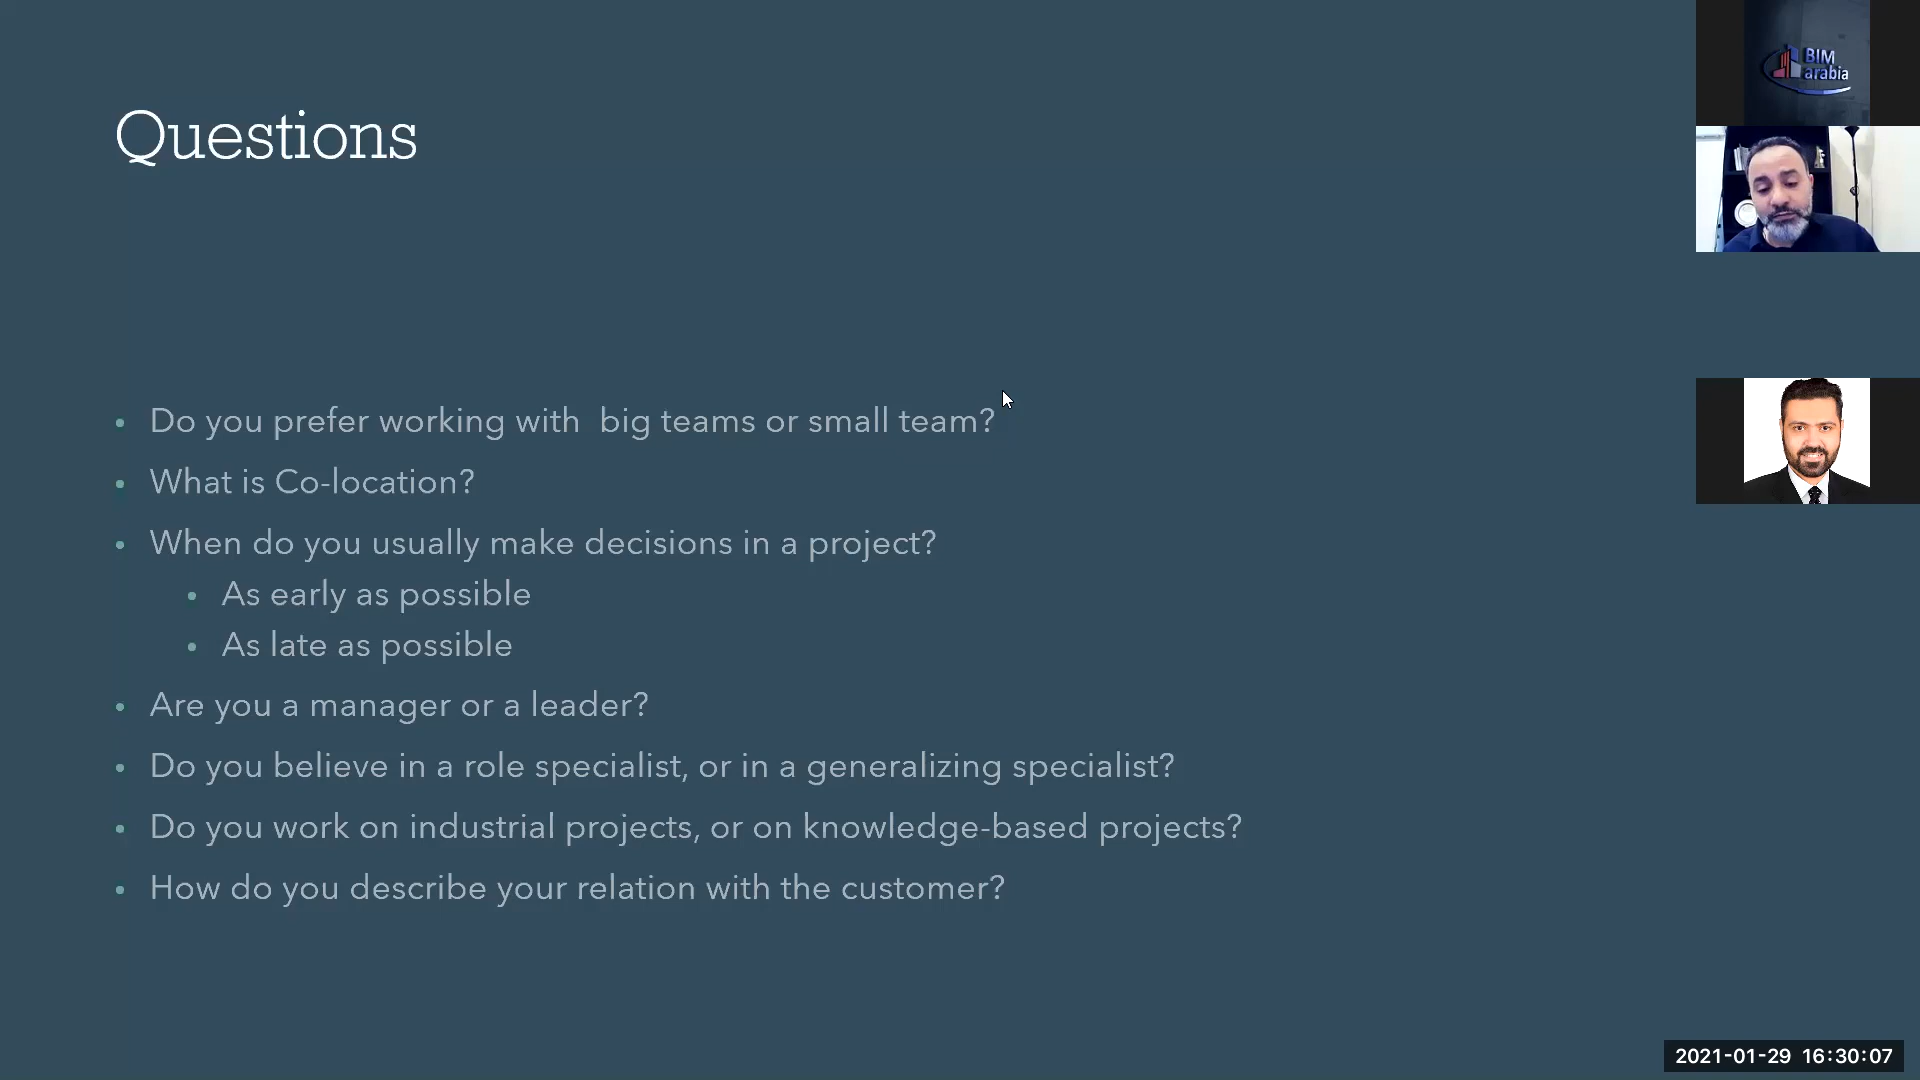 BIM
arabia
Questions
Do you prefer working with  big teams or small team?
What is Co-location?
When do you usually make decisions in a project?
As early as possible
As late as possible
Are you a manager or a leader?
Do you believe in a role specialist, or in a generalizing specialist?
Do you work on industrial projects, or on knowledge-based projects?
How do you describe your relation with the customer?
2021-01-29 16:30:07